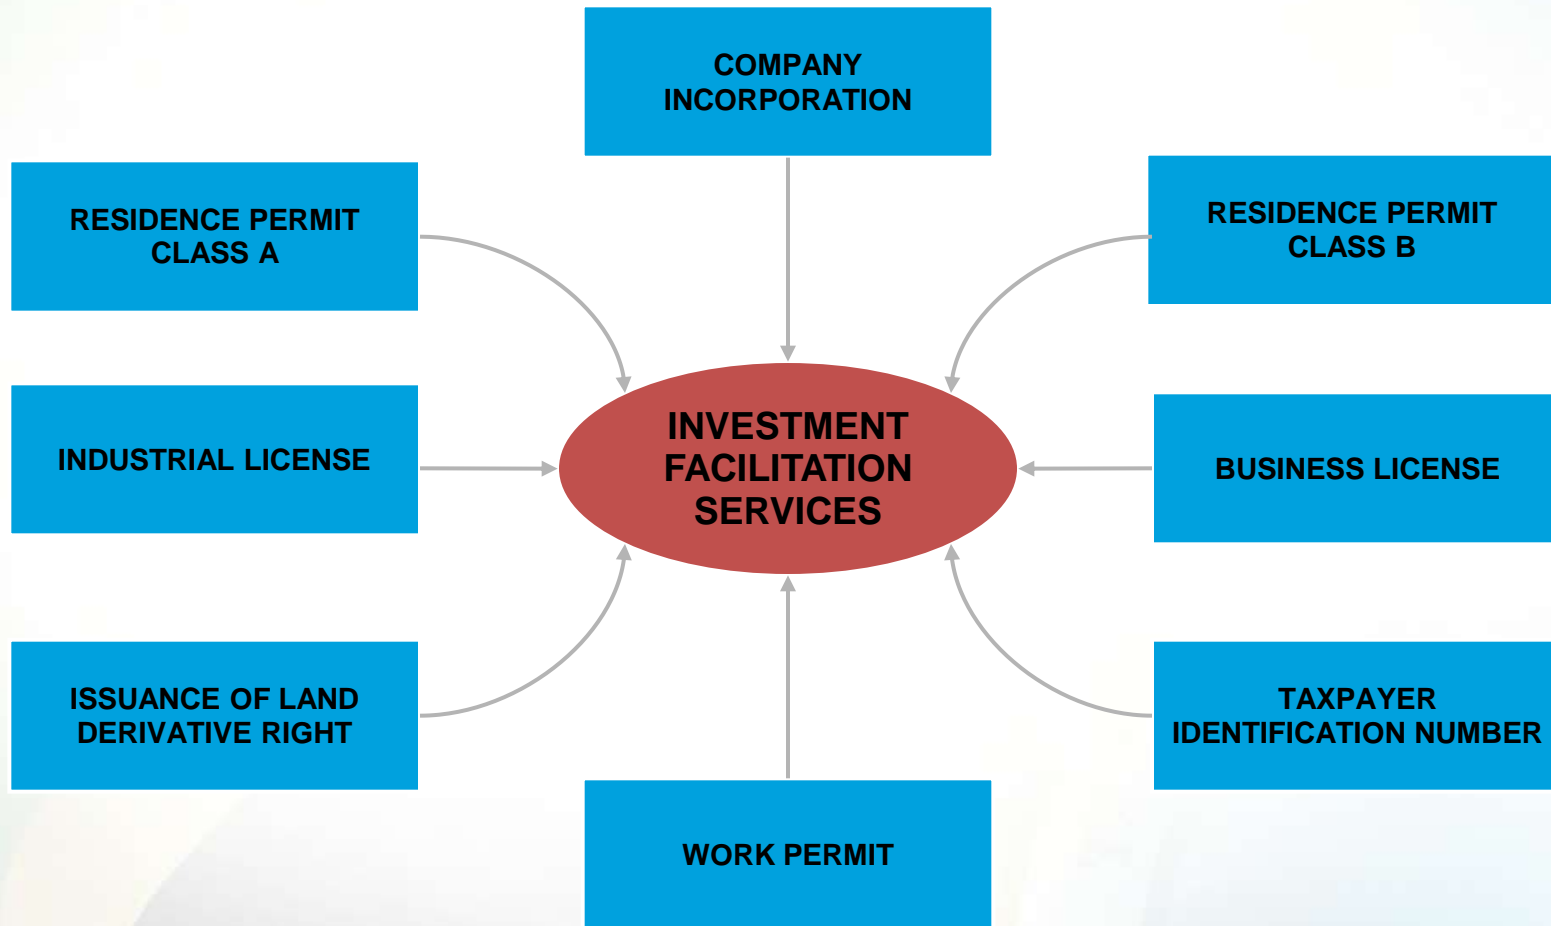 COMPANY
INCORPORATION
RESIDENCE PERMIT
CLASS A
RESIDENCE PERMIT
CLASS B
INVESTMENT
FACILITATION
SERVICES
INDUSTRIAL LICENSE
BUSINESS LICENSE
ISSUANCE OF LAND
DERIVATIVE RIGHT
TAXPAYER
IDENTIFICATION NUMBER
WORK PERMIT